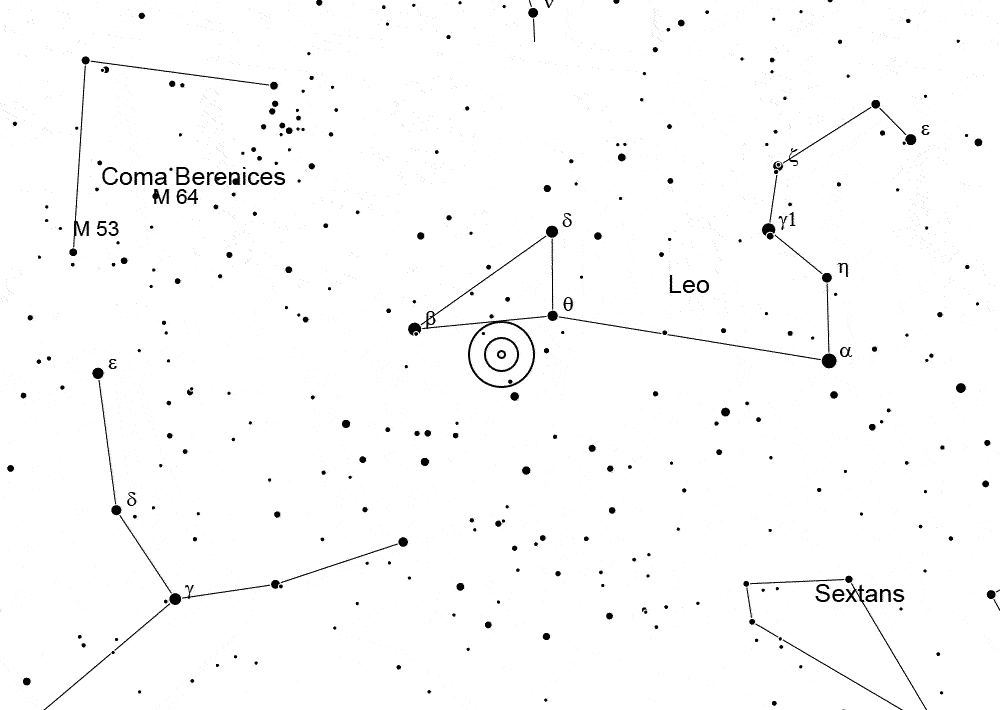 ν
ε
ζ
Coma Berenices
M 64
γ1
M 53
δ
η
Leo
θ
β
α
ε
δ
γ
Sextans